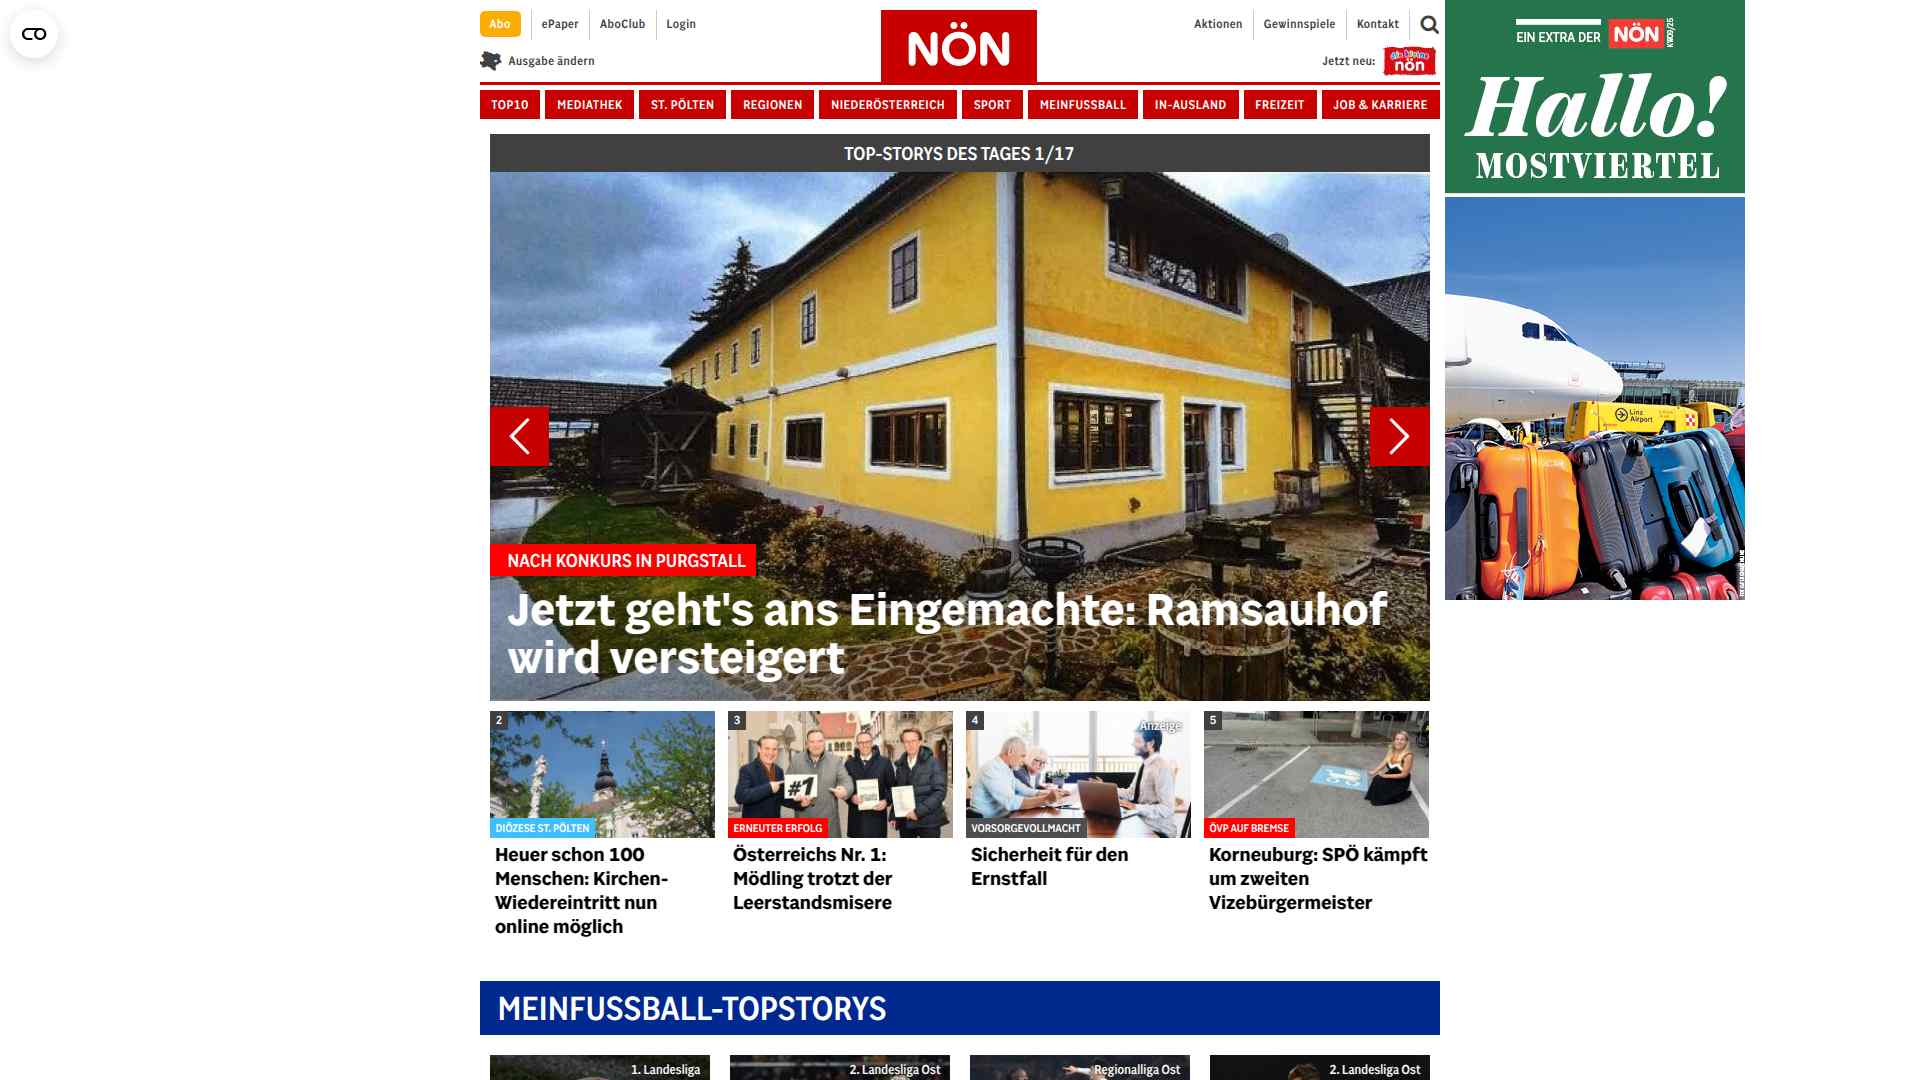 Abo
ePaper
AboClub
Login
NÖN
Aktionen
Gewinnspiele
Kontakt
Ausgabe ändern
Jetzt neu:
die kleine
nön
TOP10
MEDIATHEK
ST. PÖLTEN
REGIONEN
NIEDERÖSTERREICH
SPORT
MEINFUSSBALL
IN-AUSLAND
FREIZEIT
JOB & KARRIERE
EIN EXTRA DER NÖN KW09/25
Hallo!
MOSTVIERTEL
Linz
Airport
TOP-STORYS DES TAGES 1/17
NACH KONKURS IN PURGSTALL
Jetzt geht's ans Eingemachte: Ramsauhof
wird versteigert
2
DIÖZESE ST. PÖLTEN
Heuer schon 100
Menschen: Kirchen-
Wiedereintritt nun
online möglich
3
#1
ERNEUTER ERFOLG
Österreichs Nr. 1:
Mödling trotzt der
Leerstandsmisere
4
Anzeige
VORSORGEVOLLMACHT
Sicherheit für den
Ernstfall
5
ÖVP AUF BREMSE
Korneuburg: SPÖ kämpft
um zweiten
Vizebürgermeister
MEINFUSSBALL-TOPSTORYS
1. Landesliga
2. Landesliga Ost
Regionalliga Ost
2. Landesliga Ost